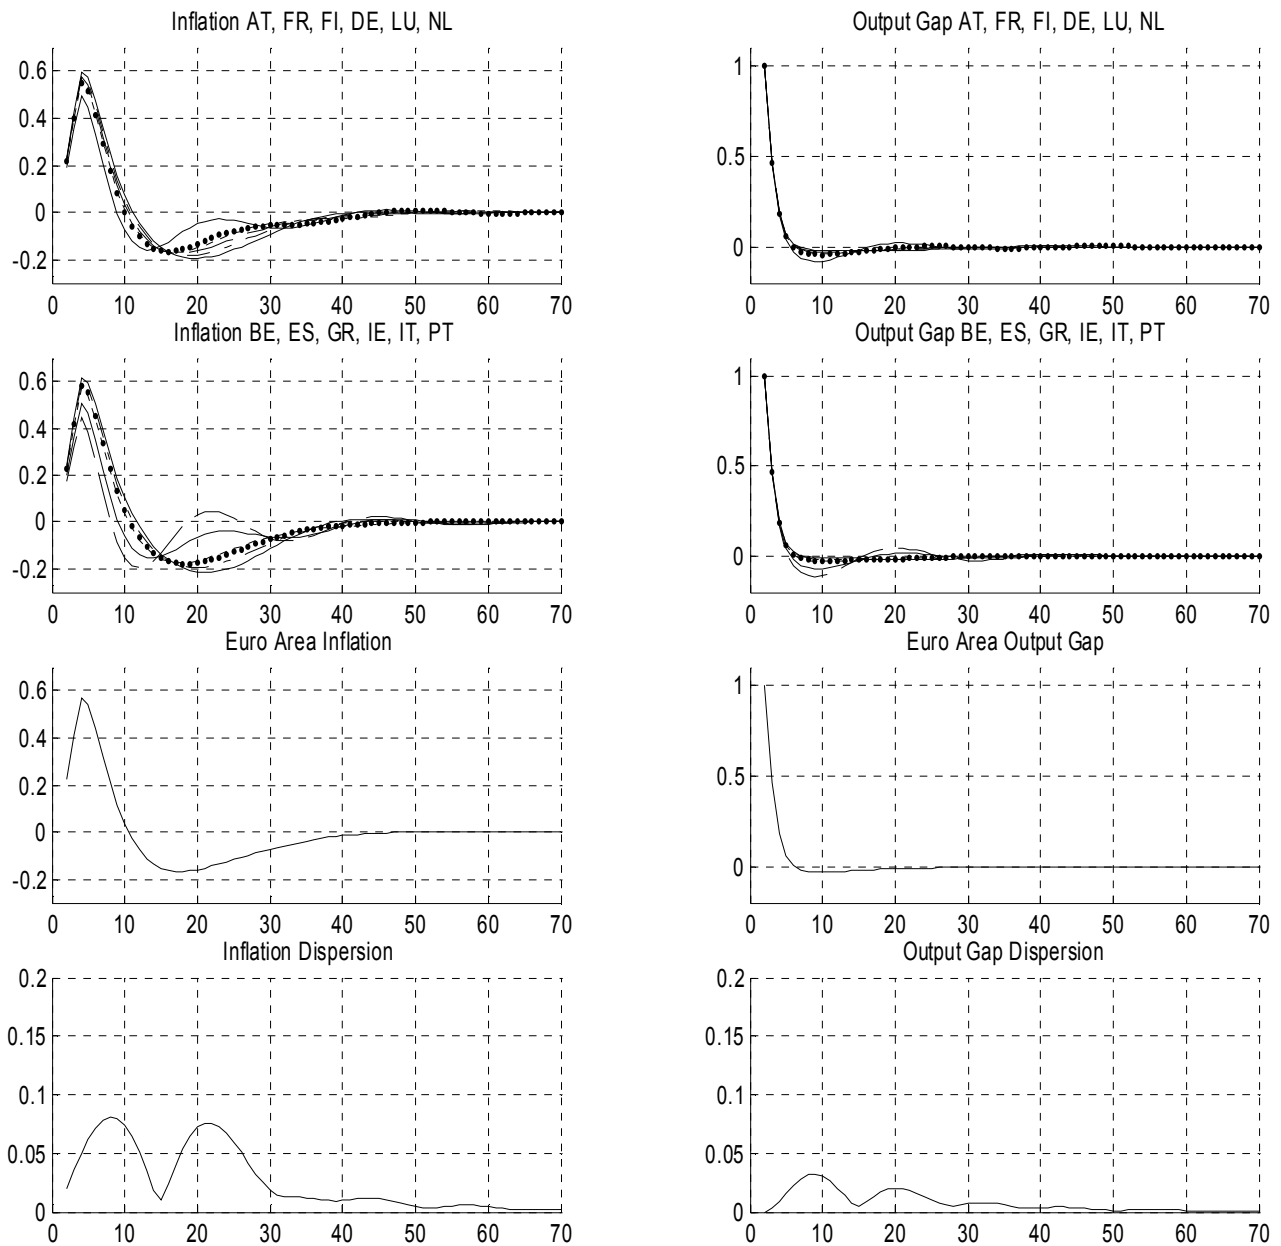 Inflation AT, FR, FI, DE, LU, NL
0.6
0.4
0.2
0
-0.2
0 10 20 30 40 50 60 70
Output Gap AT, FR, FI, DE, LU, NL
1
0.5
0
0 10 20 30 40 50 60 70
Inflation BE, ES, GR, IE, IT, PT
0.6
0.4
0.2
0
-0.2
0 10 20 30 40 50 60 70
Output Gap BE, ES, GR, IE, IT, PT
1
0.5
0
0 10 20 30 40 50 60 70
Euro Area Inflation
0.6
0.4
0.2
0
-0.2
0 10 20 30 40 50 60 70
Euro Area Output Gap
1
0.5
0
0 10 20 30 40 50 60 70
Inflation Dispersion
0.2
0.15
0.1
0.05
0
0 10 20 30 40 50 60 70
Output Gap Dispersion
0.2
0.15
0.1
0.05
0
0 10 20 30 40 50 60 70